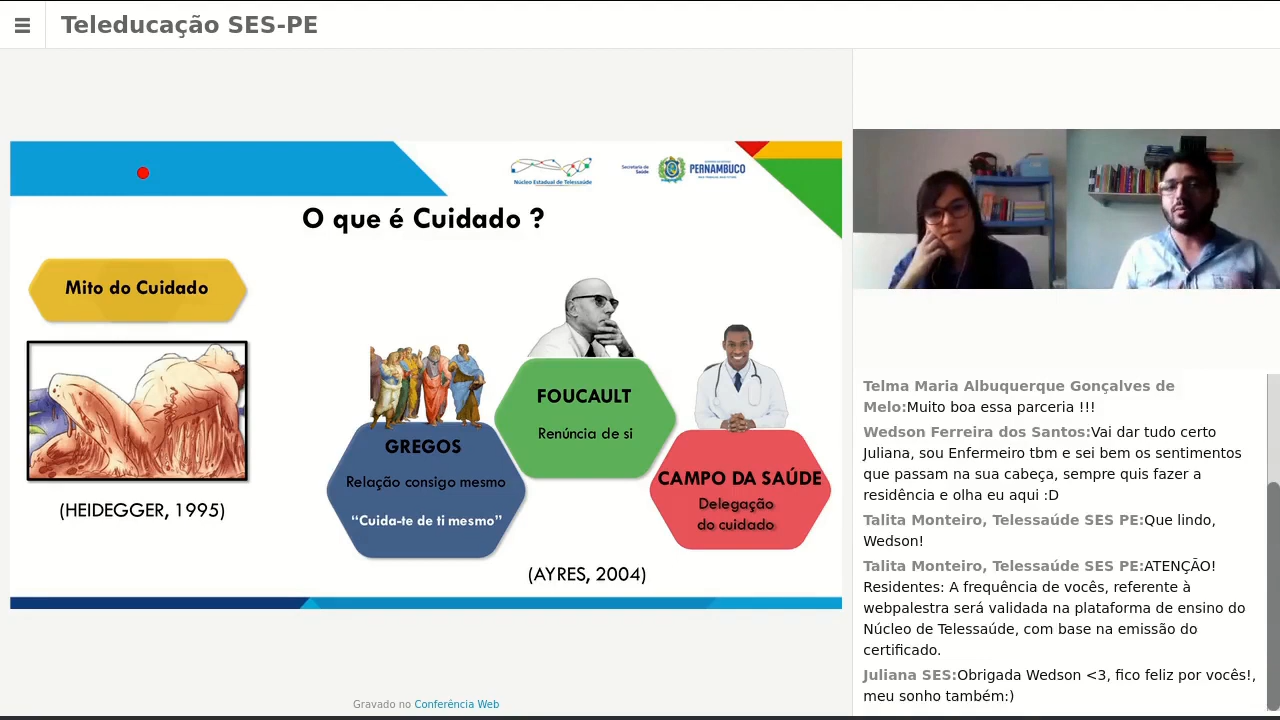 Teleducação SES-PE
Núcleo Estadual de Telessaúde
Secretaria de
Saúde
PERNAMBUCO
O que é Cuidado ?
Mito do Cuidado
(HEIDEGGER, 1995)
GREGOS
Relação consigo mesmo
“Cuida-te de ti mesmo”
FOUCAULT
Renúncia de si
CAMPO DA SAÚDE
Delegação
do cuidado
(AYRES, 2004)
Gravado no Conferência Web
Telma Maria Albuquerque Gonçalves de
Melo:Muito boa essa parceria !!!
Wedson Ferreira dos Santos:Vai dar tudo certo
Juliana, sou Enfermeiro tbm e sei bem os sentimentos
que passam na sua cabeça, sempre quis fazer a
residência e olha eu aqui :D
Talita Monteiro, Telessaúde SES PE:Que lindo,
Wedson!
Talita Monteiro, Telessaúde SES PE:ATENÇÃO!
Residentes: A frequência de vocês, referente à
webpalestra será validada na plataforma de ensino do
Núcleo de Telessaúde, com base na emissão do
certificado.
Juliana SES:Obrigada Wedson <3, fico feliz por vocês!,
meu sonho também:)